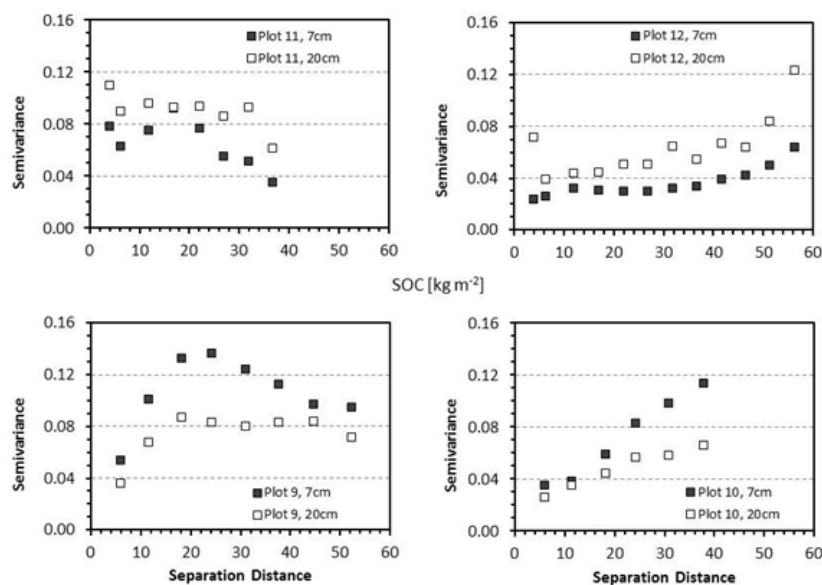 0.16
0.12
0.08
0.04
0.00
Semivariance
Plot 11, 7cm
Plot 11, 20cm
0 10 20 30 40 50 60
0.16
0.12
0.08
0.04
0.00
Semivariance
Plot 12, 7cm
Plot 12, 20cm
0 10 20 30 40 50 60
SOC [kg m⁻²]
0.16
0.12
0.08
0.04
0.00
Semivariance
Plot 9, 7cm
Plot 9, 20cm
0 10 20 30 40 50 60
Separation Distance
0.16
0.12
0.08
0.04
0.00
Semivariance
Plot 10, 7cm
Plot 10, 20cm
0 10 20 30 40 50 60
Separation Distance